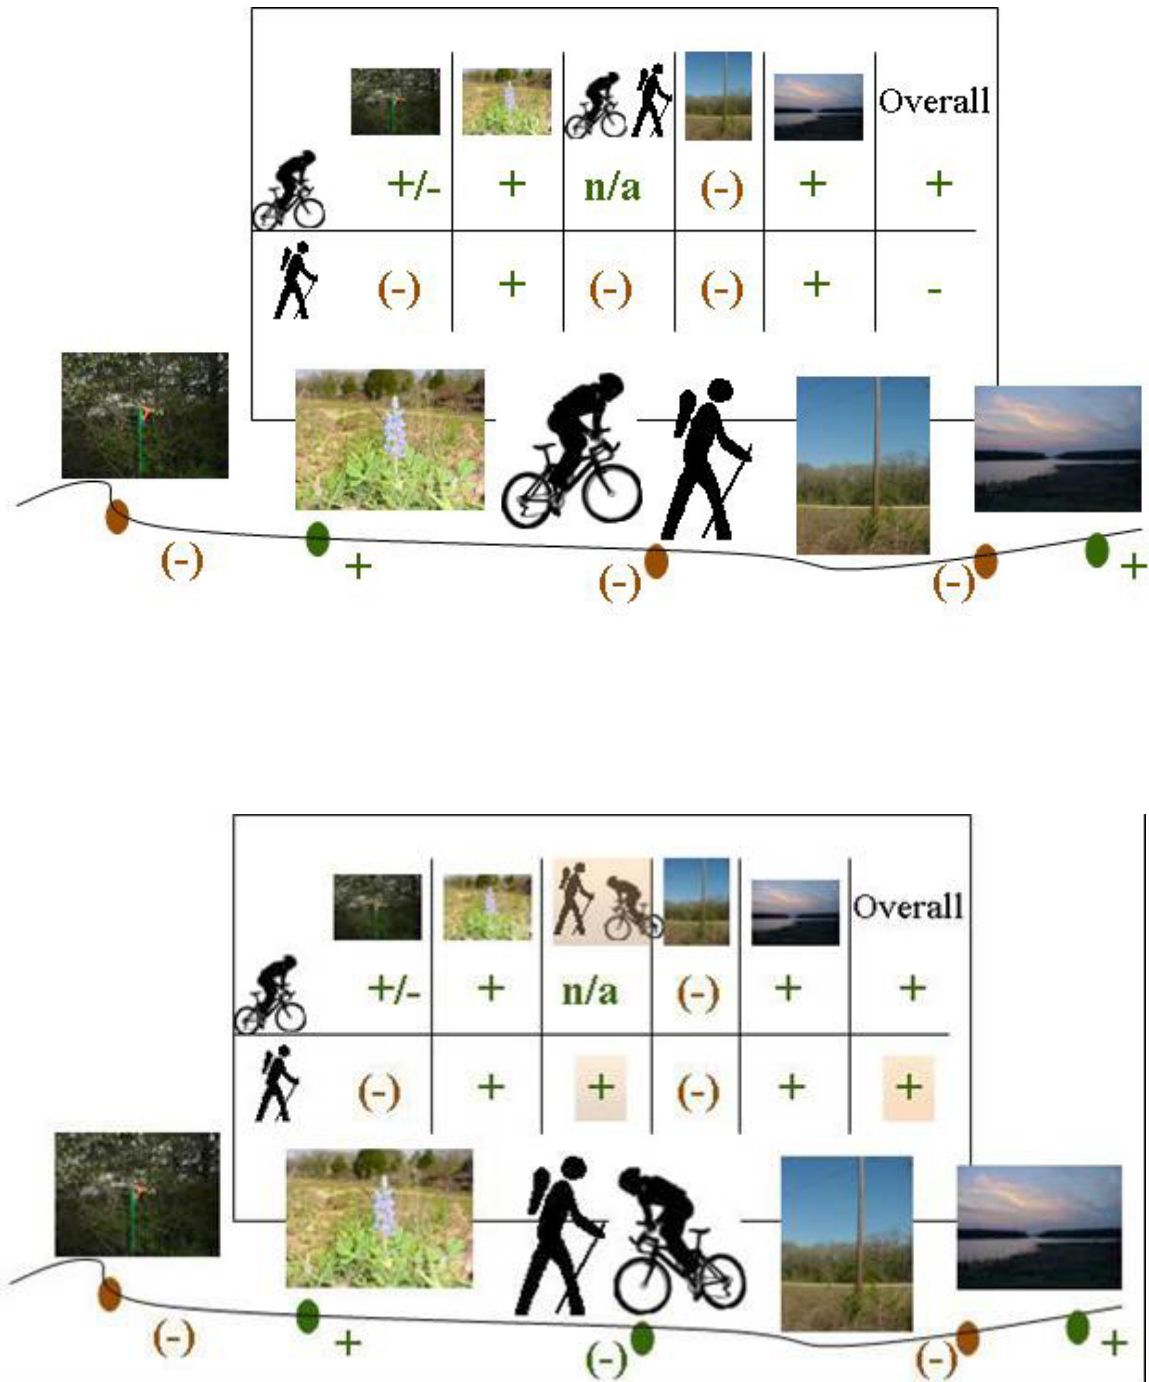 Overall
+/- + n/a (-) + +
(-) + (-) (-) + -
(-) + (-) (-) +
Overall
+/- + n/a (-) + +
(-) + + (-) + +
(-) + (-) (-) +